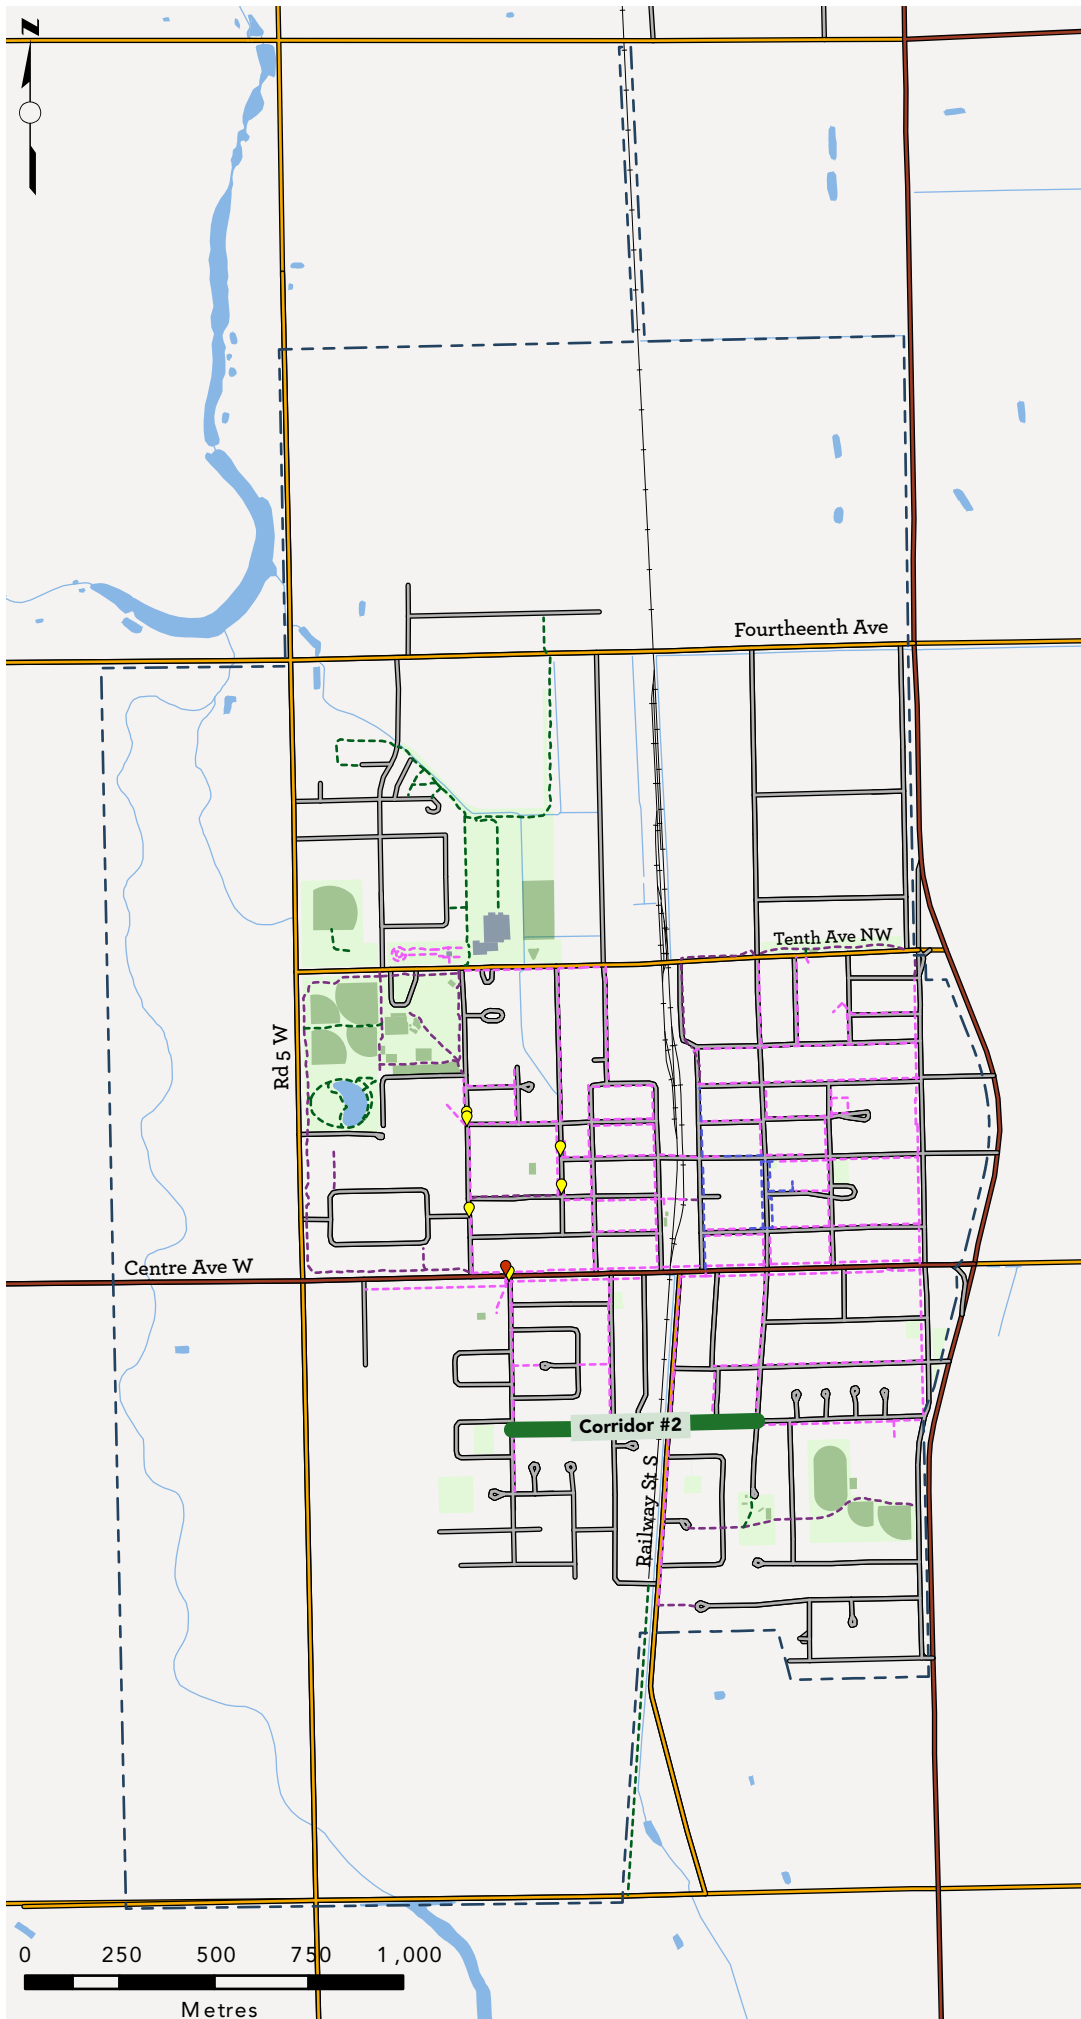 N
Fourtheenth Ave
Tenth Ave NW
Rd 5 W
Centre Ave W
Corridor #2
Railway St S
0 250 500 750 1,000
Metres